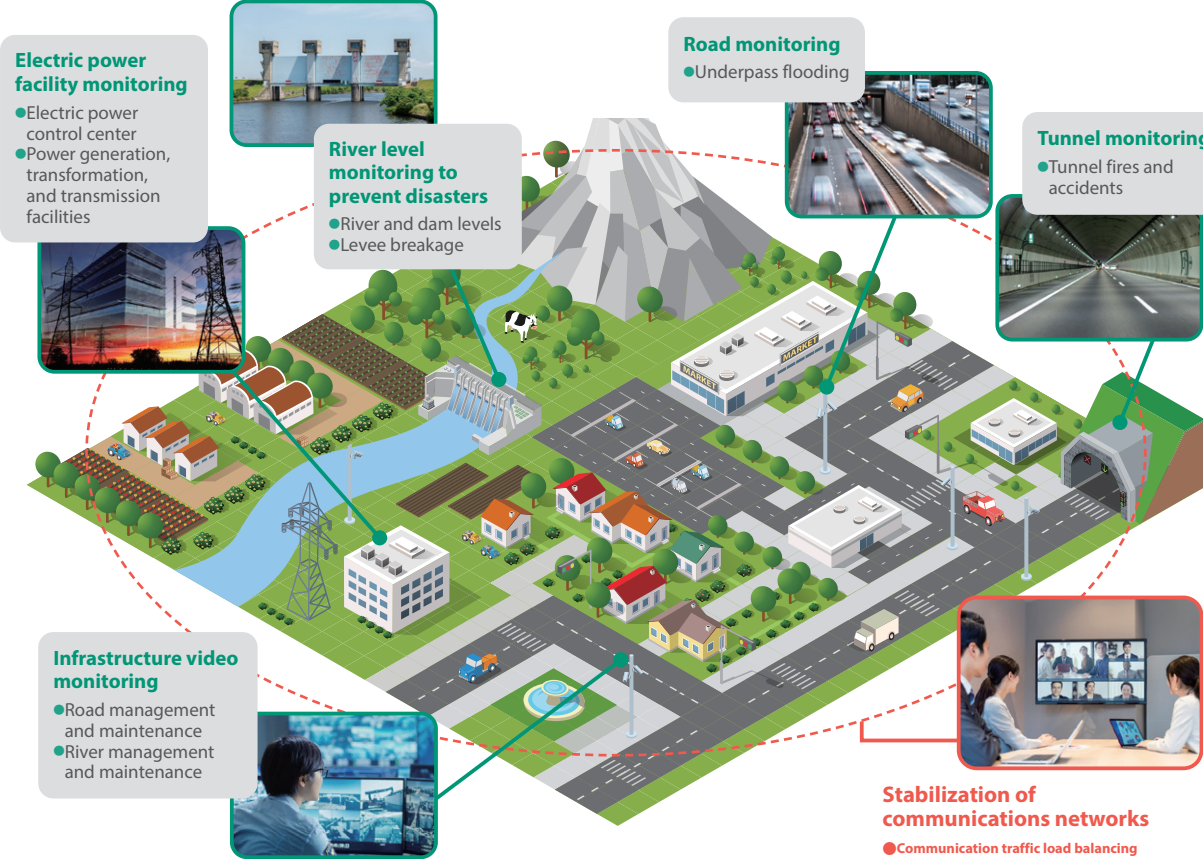 Electric power
facility monitoring
●Electric power
control center
●Power generation,
transformation,
and transmission
facilities
River level
monitoring to
prevent disasters
●River and dam levels
●Levee breakage
Road monitoring
●Underpass flooding
Tunnel monitoring
●Tunnel fires and
accidents
MARKET
MARKET
Infrastructure video
monitoring
●Road management
and maintenance
●River management
and maintenance
Stabilization of
communications networks
●Communication traffic load balancing